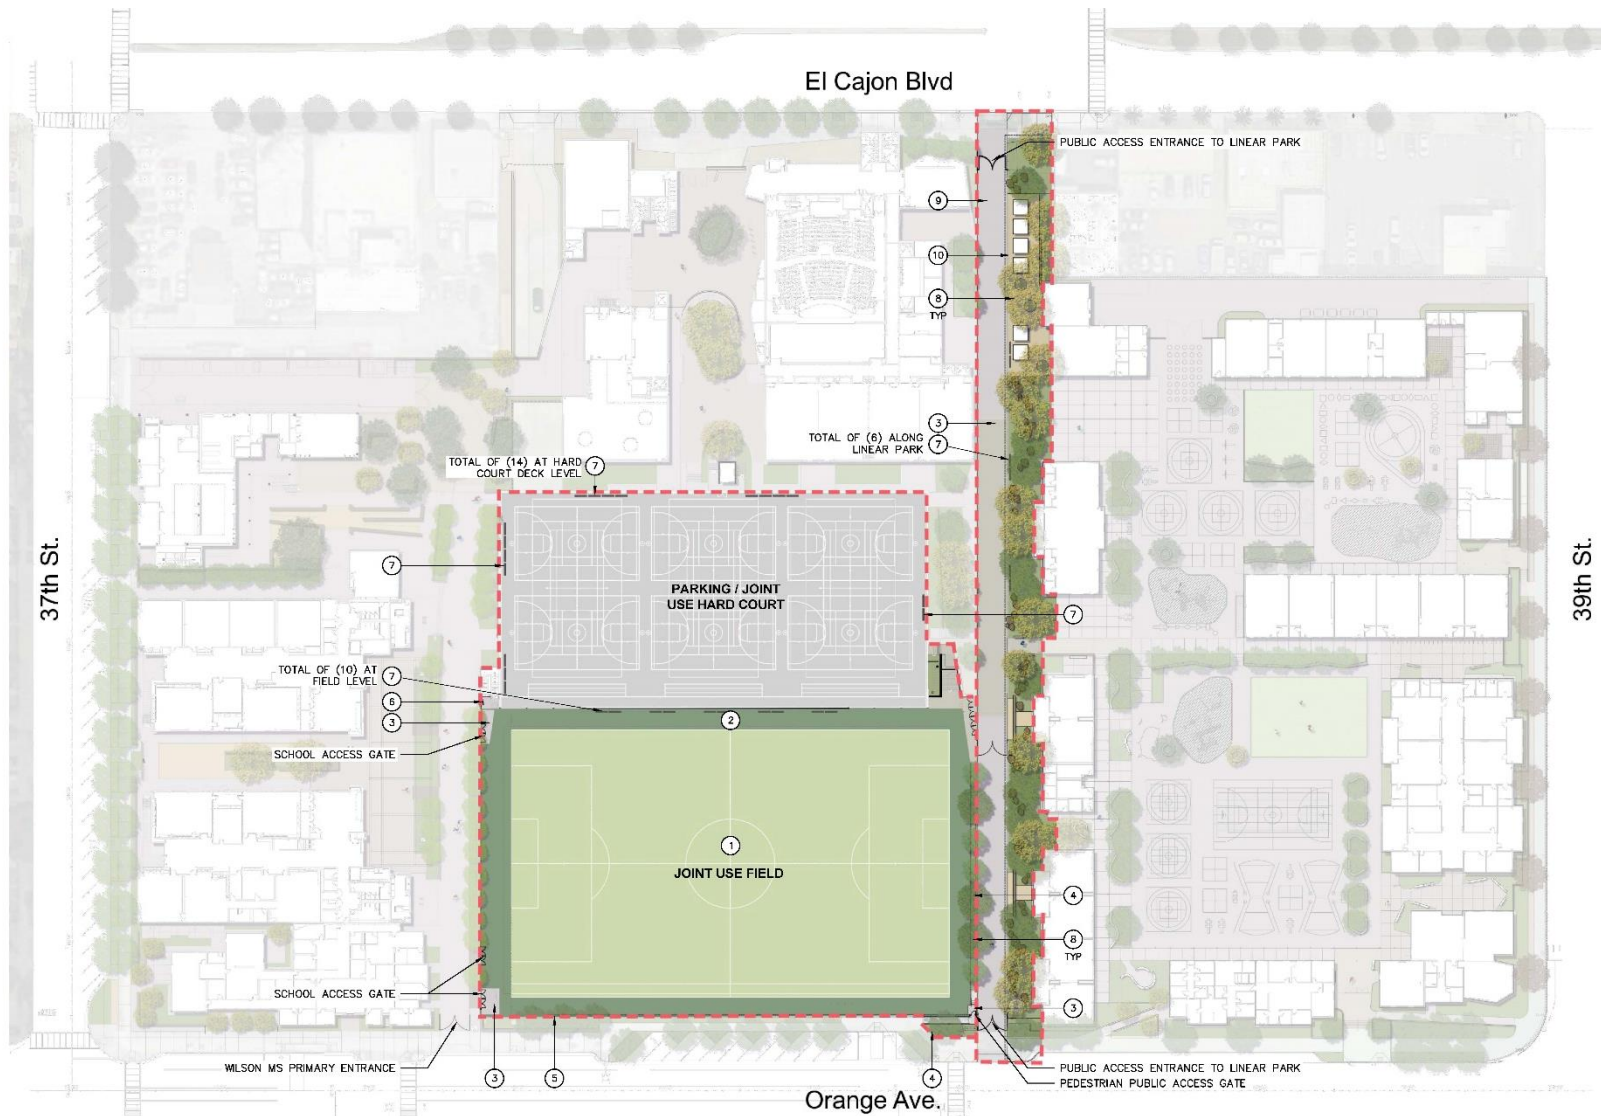 El Cajon Blvd
PUBLIC ACCESS ENTRANCE TO LINEAR PARK
9
10
8
TYP
3
TOTAL OF (6) ALONG
LINEAR PARK
7
TOTAL OF (14) AT HARD
COURT DECK LEVEL
7
37th St.
39th St.
7
PARKING / JOINT
USE HARD COURT
7
TOTAL OF (10) AT
FIELD LEVEL
7
6
3
SCHOOL ACCESS GATE
2
1
JOINT USE FIELD
4
8
TYP
SCHOOL ACCESS GATE
3
WILSON MS PRIMARY ENTRANCE
3
5
4
PUBLIC ACCESS ENTRANCE TO LINEAR PARK
PEDESTRIAN PUBLIC ACCESS GATE
Orange Ave.